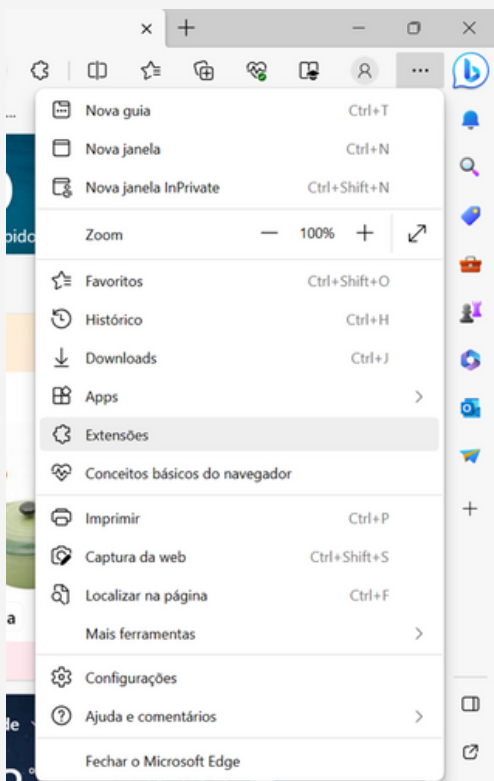 Nova guia Ctrl+T
Nova janela Ctrl+N
Nova janela InPrivate Ctrl+Shift+N
Zoom 100%
Favoritos Ctrl+Shift+O
Histórico Ctrl+H
Downloads Ctrl+J
Apps
Extensões
Conceitos básicos do navegador
Imprimir Ctrl+P
Captura da web Ctrl+Shift+S
Localizar na página Ctrl+F
Mais ferramentas
Configurações
Ajuda e comentários
Fechar o Microsoft Edge